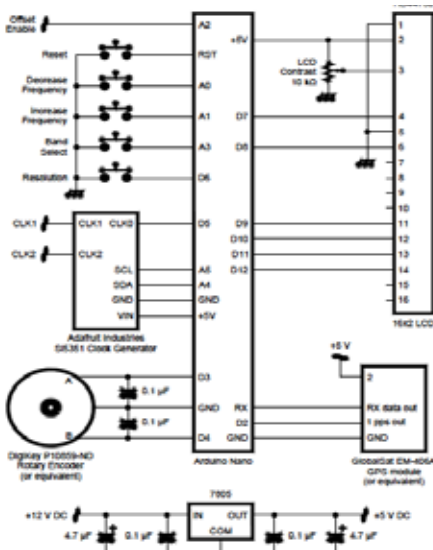 Offset
Enable
A2
1
+5V
2
Reset
RST
LCD
Contrast
10 kΩ
3
Decrease
Frequency
A0
Increase
Frequency
A1
D7
4
5
Band
Select
A3
D8
6
7
Resolution
D6
8
9
10
CLK1
CLK1
CLK0
D5
D9
11
D10
12
CLK2
CLK2
D11
13
SCL
A5
D12
14
SDA
A4
15
GND
GND
16
VIN
+5V
16x2 LCD
Adafruit Industries
Si5351 Clock Generator
+5 V
A
D3
2
0.1 µF
GND
RX
RX data out
0.1 µF
D2
1 pps out
B
D4
GND
GND
DigiKey P10859-ND
Rotary Encoder
(or equivalent)
Arduino Nano
GlobalSat EM-406A
GPS module
(or equivalent)
7805
+12 V DC
IN
OUT
+5 V DC
COM
4.7 µF
+
0.1 µF
0.1 µF
+
4.7 µF